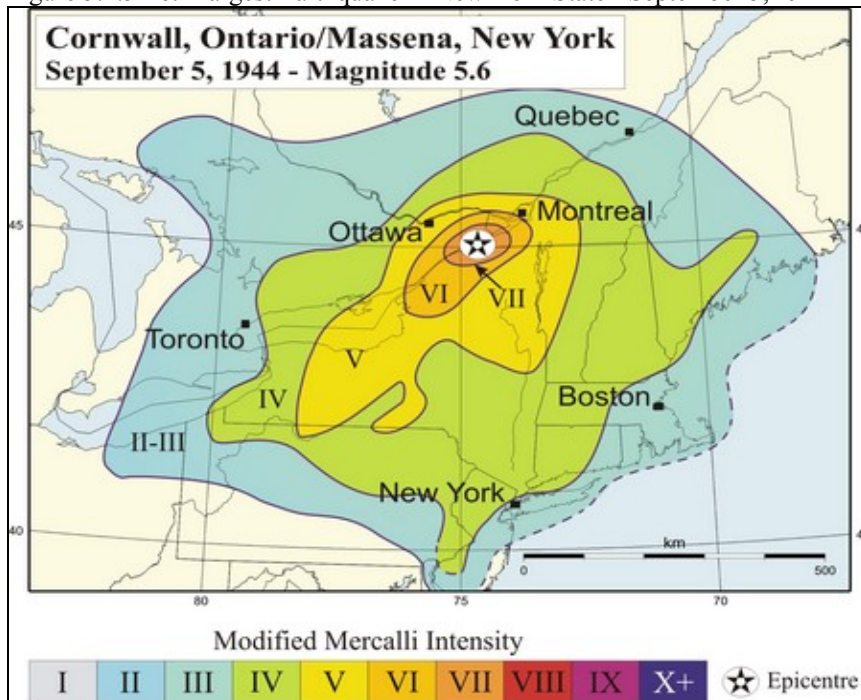 Cornwall, Ontario/Massena, New York
September 5, 1944 - Magnitude 5.6
Quebec
45
Ottawa
Montreal
VI
VII
Toronto
V
IV
Boston
II-III
New York
40
km
0
500
80
75
70
Modified Mercalli Intensity
I II III IV V VI VII VIII IX X+ Epicentre